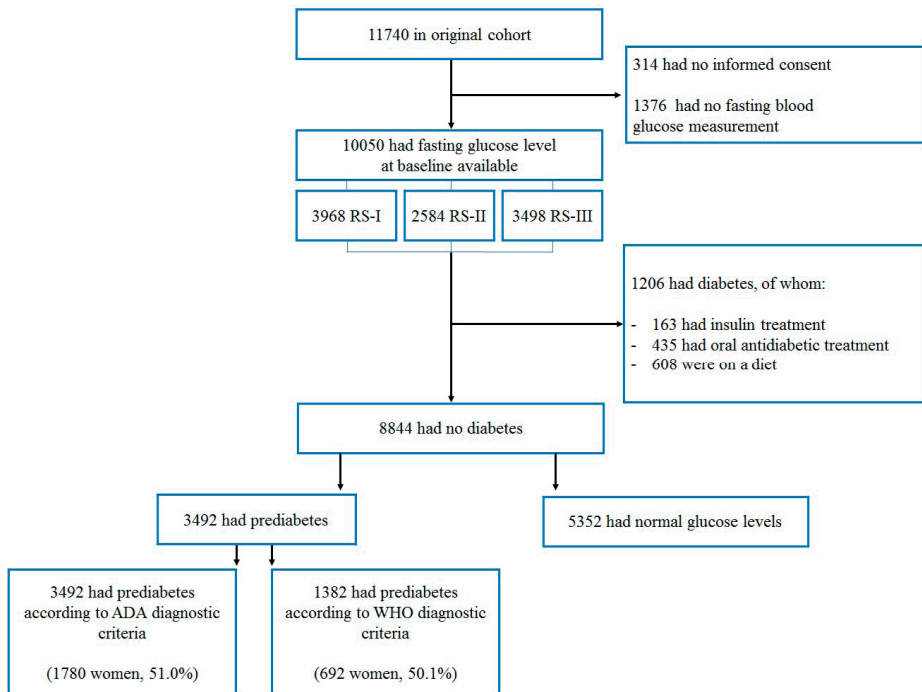 11740 in original cohort
314 had no informed consent
1376 had no fasting blood
glucose measurement
10050 had fasting glucose level
at baseline available
3968 RS-I
2584 RS-II
3498 RS-III
1206 had diabetes, of whom:
- 163 had insulin treatment
- 435 had oral antidiabetic treatment
- 608 were on a diet
8844 had no diabetes
3492 had prediabetes
5352 had normal glucose levels
3492 had prediabetes
according to ADA diagnostic
criteria
(1780 women, 51.0%)
1382 had prediabetes
according to WHO diagnostic
criteria
(692 women, 50.1%)